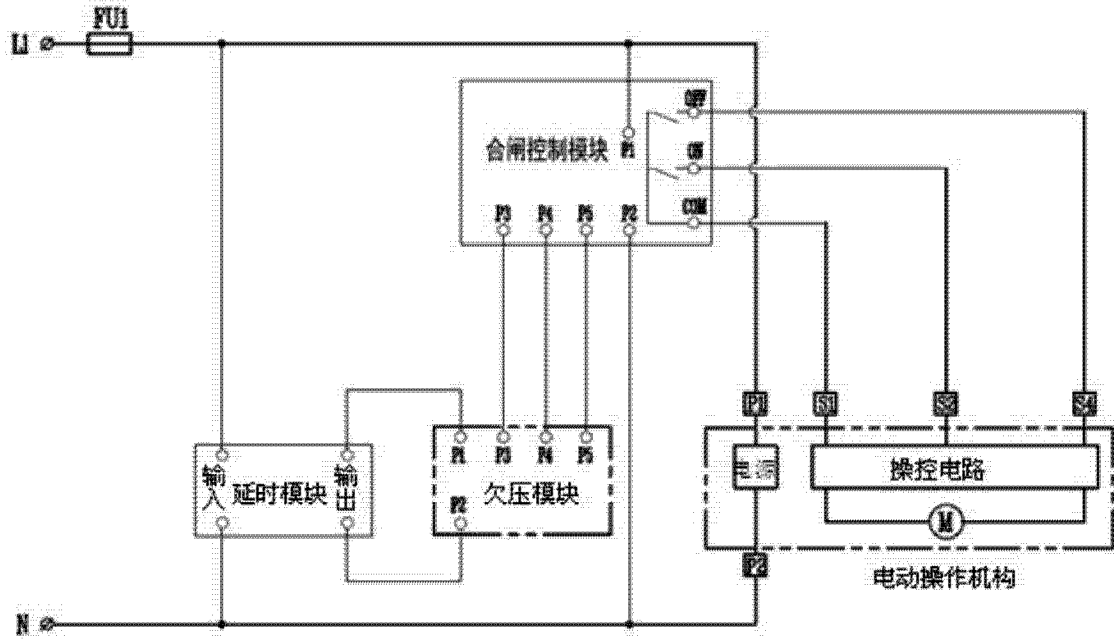 FU1
L1
OFF
合闸控制模块
P1
ON
P3 P4 P5 P2 COM
P1 S1 S2 S4
P1 P3 P4 P5
输入 延时模块 输出
欠压模块
P2
电源
操控电路
M
P2
电动操作机构
N